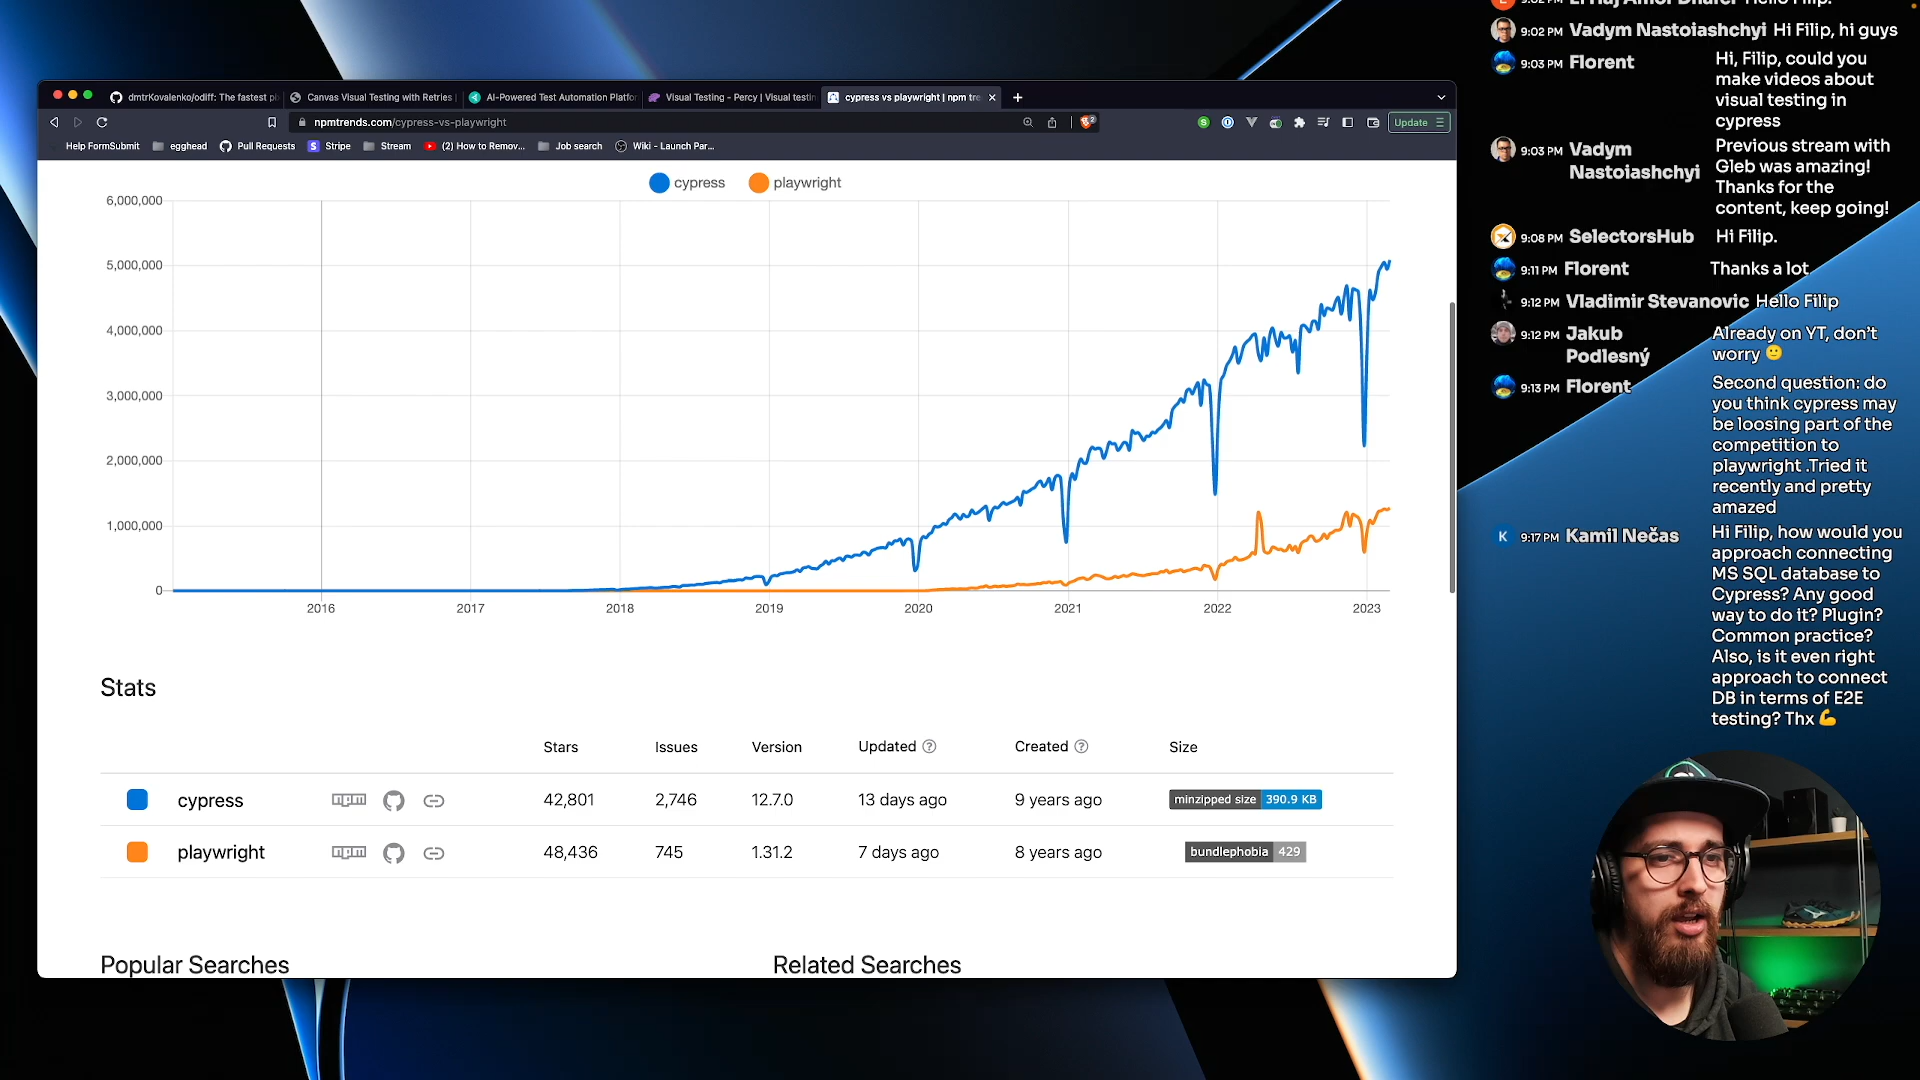 dmtrKovalenko/odiff: The fastest pi
Canvas Visual Testing with Retries
AI-Powered Test Automation Platfor
Visual Testing - Percy | Visual testin
cypress vs playwright | npm tre
npmtrends.com/cypress-vs-playwright
2
Update
Help FormSubmit
egghead
Pull Requests
Stripe
Stream
(2) How to Remov...
Job search
Wiki - Launch Par...
cypress
playwright
6,000,000
5,000,000
4,000,000
3,000,000
2,000,000
1,000,000
0
2016 2017 2018 2019 2020 2021 2022 2023
Stats
Stars Issues Version Updated ? Created ? Size
cypress npm 42,801 2,746 12.7.0 13 days ago 9 years ago minzipped size 390.9 KB
playwright npm 48,436 745 1.31.2 7 days ago 8 years ago bundlephobia 429
Popular Searches
Related Searches
9:02 PM Vadym Nastoiashchyi Hi Filip, hi guys
9:03 PM Florent Hi, Filip, could you
make videos about
visual testing in
cypress
9:03 PM Vadym
Nastoiashchyi
Previous stream with
Gleb was amazing!
Thanks for the
content, keep going!
9:08 PM SelectorsHub Hi Filip.
9:11 PM Florent Thanks a lot
9:12 PM Vladimir Stevanovic Hello Filip
9:12 PM Jakub
Podlesný
Already on YT, don't
worry 🙂
9:13 PM Florent
Second question: do
you think cypress may
be loosing part of the
competition to
playwright .Tried it
recently and pretty
amazed
K 9:17 PM Kamil Nečas
Hi Filip, how would you
approach connecting
MS SQL database to
Cypress? Any good
way to do it? Plugin?
Common practice?
Also, is it even right
approach to connect
DB in terms of E2E
testing? Thx 💪